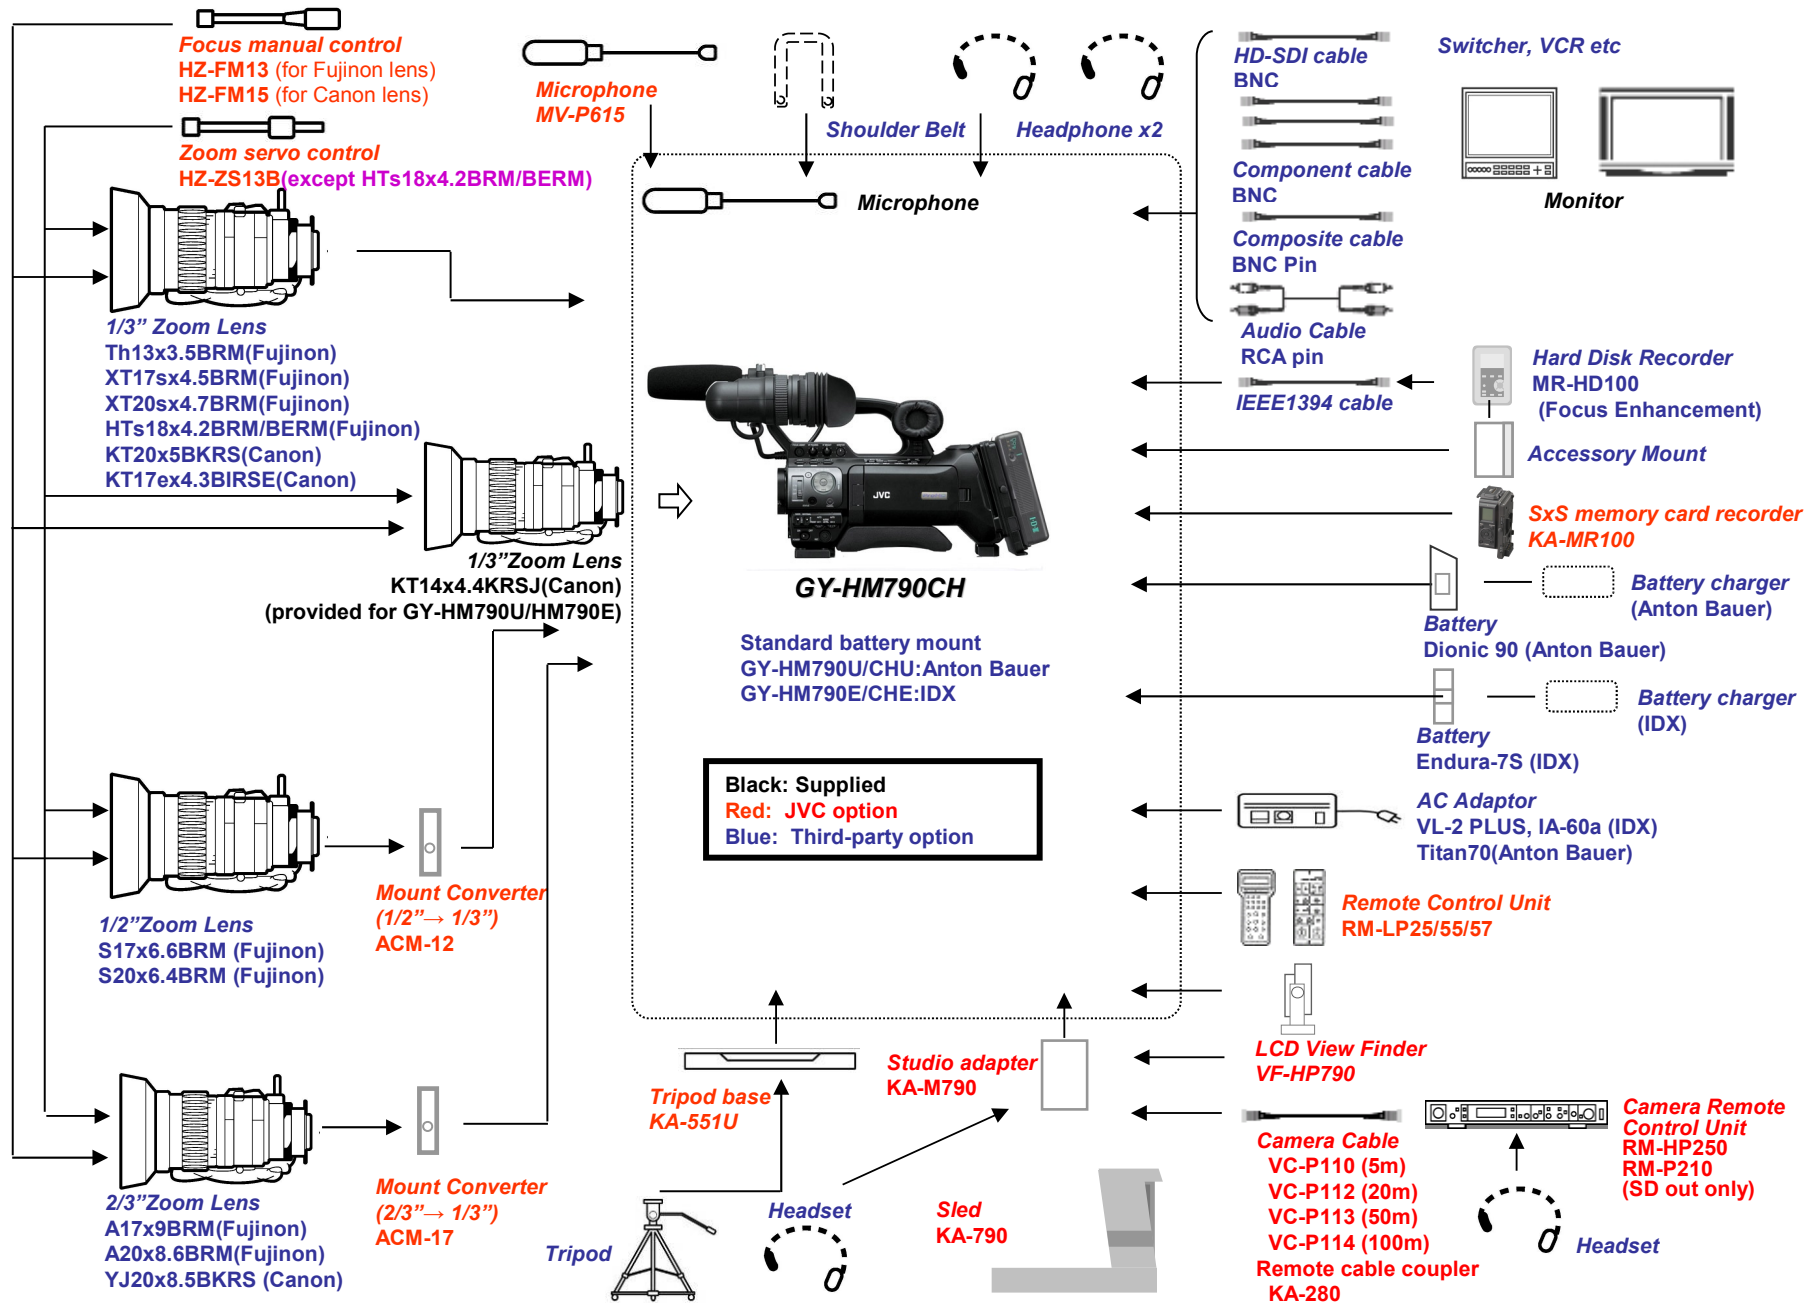 Focus manual control
HZ-FM13 (for Fujinon lens)
HZ-FM15 (for Canon lens)
Zoom servo control
HZ-ZS13B(except HTs18x4.2BRM/BERM)
1/3” Zoom Lens
Th13x3.5BRM(Fujinon)
XT17sx4.5BRM(Fujinon)
XT20sx4.7BRM(Fujinon)
HTs18x4.2BRM/BERM(Fujinon)
KT20x5BKRS(Canon)
KT17ex4.3BIRSE(Canon)
1/3”Zoom Lens
KT14x4.4KRSJ(Canon)
(provided for GY-HM790U/HM790E)
1/2”Zoom Lens
S17x6.6BRM (Fujinon)
S20x6.4BRM (Fujinon)
Mount Converter
(1/2”→ 1/3”)
ACM-12
2/3”Zoom Lens
A17x9BRM(Fujinon)
A20x8.6BRM(Fujinon)
YJ20x8.5BKRS (Canon)
Mount Converter
(2/3”→ 1/3”)
ACM-17
Microphone
MV-P615
Shoulder Belt
Headphone x2
Microphone
JVC
GY-HM790CH
Standard battery mount
GY-HM790U/CHU:Anton Bauer
GY-HM790E/CHE:IDX
Black: Supplied
Red: JVC option
Blue: Third-party option
Tripod base
KA-551U
Studio adapter
KA-M790
Tripod
Headset
Sled
KA-790
HD-SDI cable
BNC
Component cable
BNC
Composite cable
BNC Pin
Audio Cable
RCA pin
IEEE1394 cable
Switcher, VCR etc
Monitor
Hard Disk Recorder
MR-HD100
(Focus Enhancement)
Accessory Mount
SxS memory card recorder
KA-MR100
Battery charger
(Anton Bauer)
Battery
Dionic 90 (Anton Bauer)
Battery charger
(IDX)
Battery
Endura-7S (IDX)
AC Adaptor
VL-2 PLUS, IA-60a (IDX)
Titan70(Anton Bauer)
Remote Control Unit
RM-LP25/55/57
LCD View Finder
VF-HP790
Camera Cable
VC-P110 (5m)
VC-P112 (20m)
VC-P113 (50m)
VC-P114 (100m)
Remote cable coupler
KA-280
Camera Remote
Control Unit
RM-HP250
RM-P210
(SD out only)
Headset